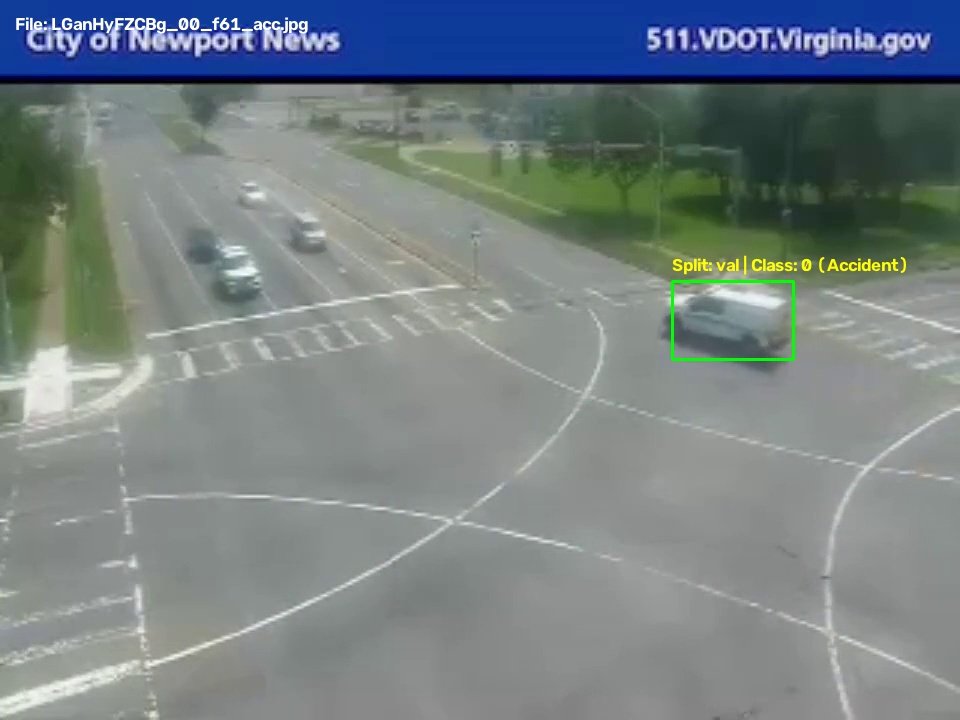 File: LGanHyFZCBg_00_f61_acc.jpg
City of Newport News
511.VDOT.Virginia.gov
Split: val | Class: 0 (Accident)